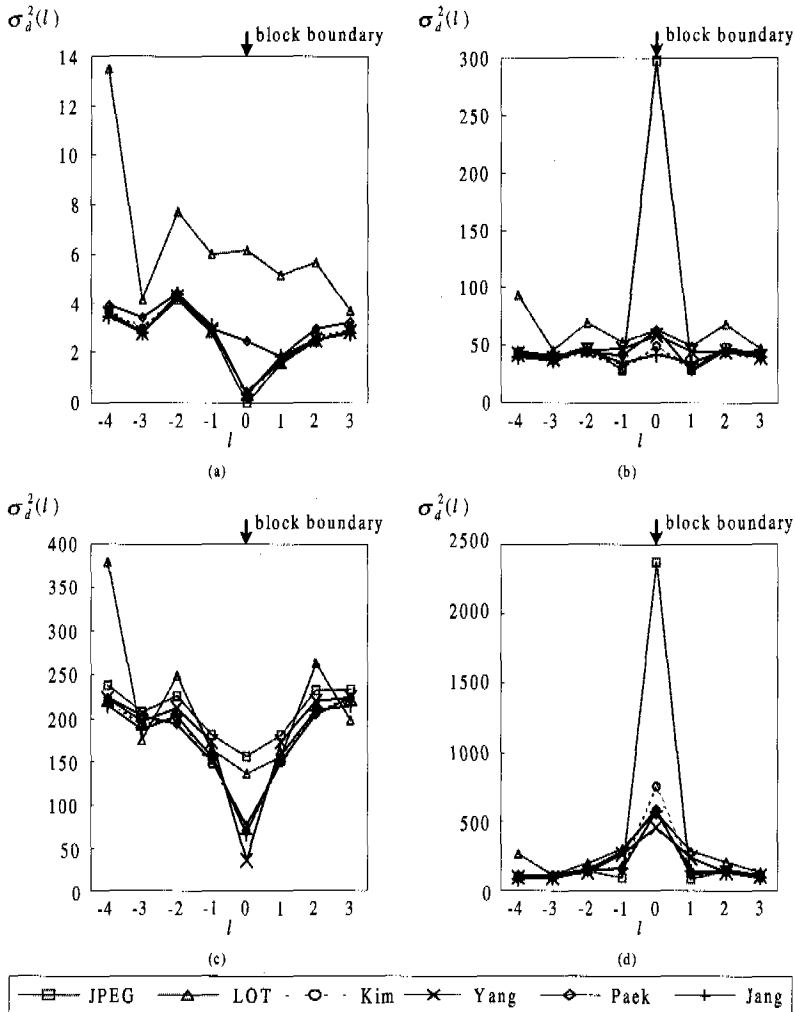 σ_d^2(l)
block boundary
14
12
10
8
6
4
2
0
-4 -3 -2 -1 0 1 2 3
l
(a)
σ_d^2(l)
block boundary
300
250
200
150
100
50
0
-4 -3 -2 -1 0 1 2 3
l
(b)
σ_d^2(l)
block boundary
400
350
300
250
200
150
100
50
0
-4 -3 -2 -1 0 1 2 3
l
(c)
σ_d^2(l)
block boundary
2500
2000
1500
1000
500
0
-4 -3 -2 -1 0 1 2 3
l
(d)
JPEG LOT Kim Yang Paek Jang